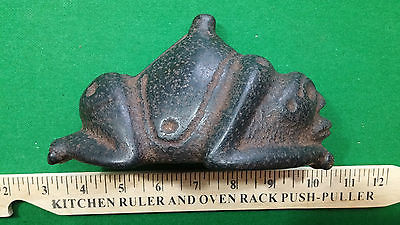 2 3 4 5 6 7 8 9 10 11 12
KITCHEN RULER AND OVEN RACK PUSH-PULLER